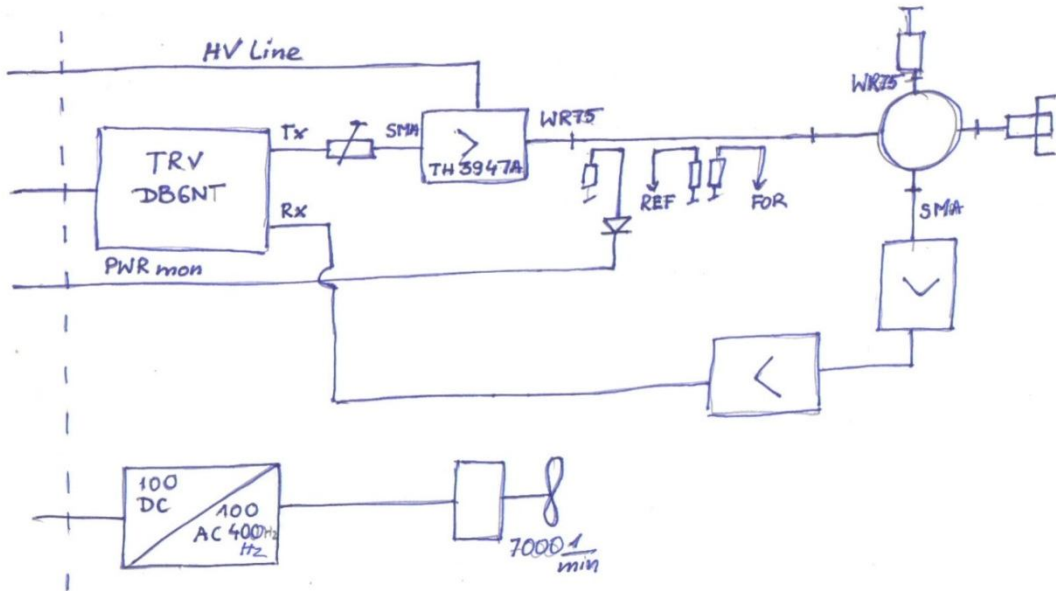 HV Line
WR75
Tx
SMA
WR75
TRV
DB6NT
TH3947A
REF
FOR
Rx
SMA
PWR mon
100
DC
100
AC 400Hz
Hz
7000 1/min